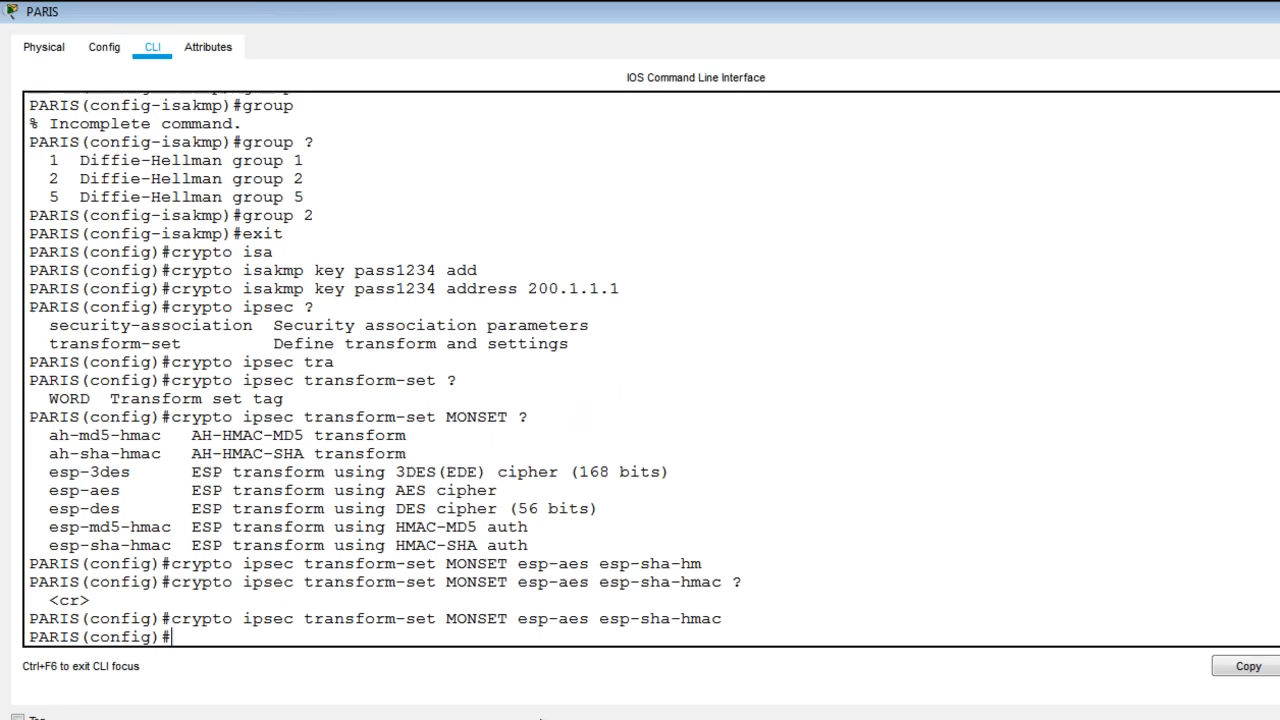 PARIS
Physical Config CLI Attributes
IOS Command Line Interface
PARIS(config-isakmp)#group
% Incomplete command.
PARIS(config-isakmp)#group ?
1 Diffie-Hellman group 1
2 Diffie-Hellman group 2
5 Diffie-Hellman group 5
PARIS(config-isakmp)#group 2
PARIS(config-isakmp)#exit
PARIS(config)#crypto isa
PARIS(config)#crypto isakmp key pass1234 add
PARIS(config)#crypto isakmp key pass1234 address 200.1.1.1
PARIS(config)#crypto ipsec ?
security-association Security association parameters
transform-set Define transform and settings
PARIS(config)#crypto ipsec tra
PARIS(config)#crypto ipsec transform-set ?
WORD Transform set tag
PARIS(config)#crypto ipsec transform-set MONSET ?
ah-md5-hmac AH-HMAC-MD5 transform
ah-sha-hmac AH-HMAC-SHA transform
esp-3des ESP transform using 3DES(EDE) cipher (168 bits)
esp-aes ESP transform using AES cipher
esp-des ESP transform using DES cipher (56 bits)
esp-md5-hmac ESP transform using HMAC-MD5 auth
esp-sha-hmac ESP transform using HMAC-SHA auth
PARIS(config)#crypto ipsec transform-set MONSET esp-aes esp-sha-hm
PARIS(config)#crypto ipsec transform-set MONSET esp-aes esp-sha-hmac ?
<cr>
PARIS(config)#crypto ipsec transform-set MONSET esp-aes esp-sha-hmac
PARIS(config)#
Ctrl+F6 to exit CLI focus
Copy